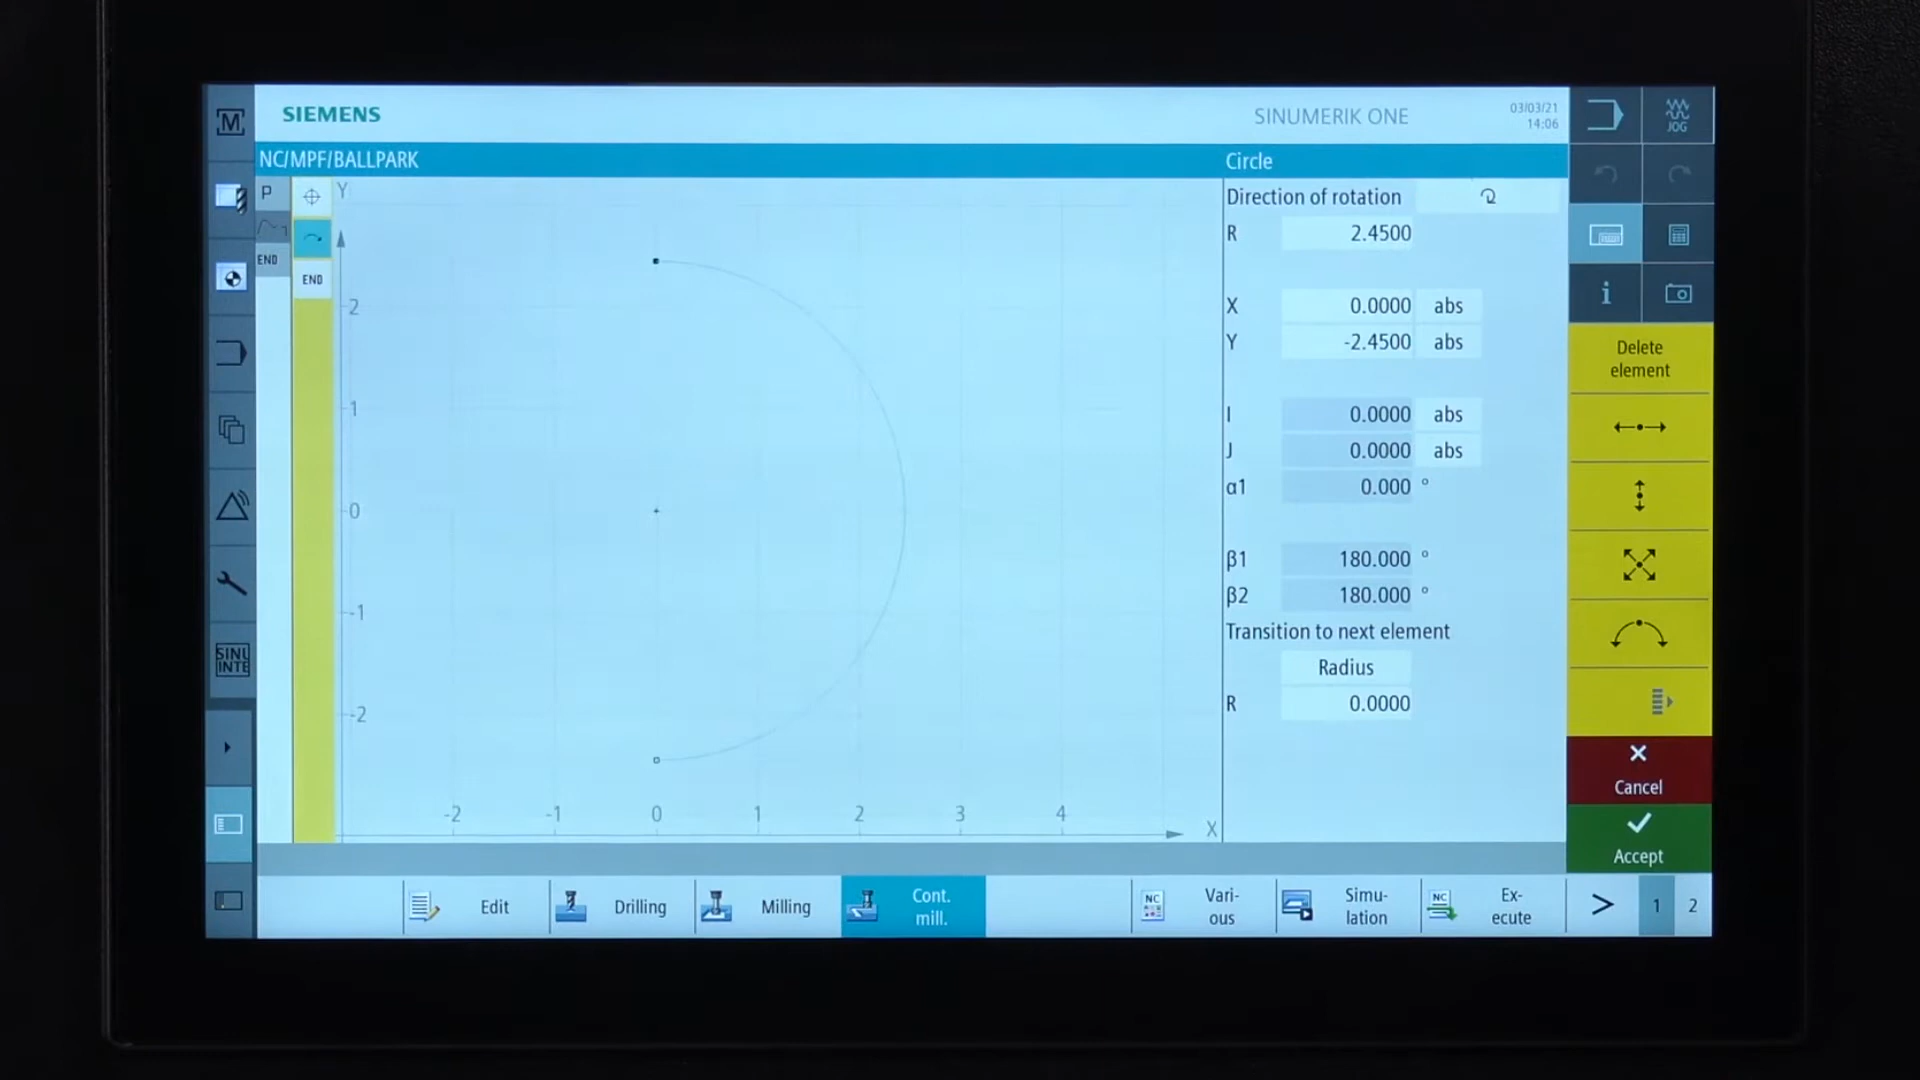 SIEMENS
SINUMERIK ONE
03/03/21
14:06
JOG
NC/MPF/BALLPARK
Circle
P
END
END
Y
2
1
0
-1
-2
-2
-1
0
1
2
3
4
X
Direction of rotation
R 2.4500
X 0.0000 abs
Y -2.4500 abs
I 0.0000 abs
J 0.0000 abs
α1 0.000 °
β1 180.000 °
β2 180.000 °
Transition to next element
Radius
R 0.0000
M
SINU
INTE
i
Delete
element
Cancel
Accept
Edit
Drilling
Milling
Cont.
mill.
NC
Vari-
ous
Simu-
lation
NC
Ex-
ecute
>
1
2